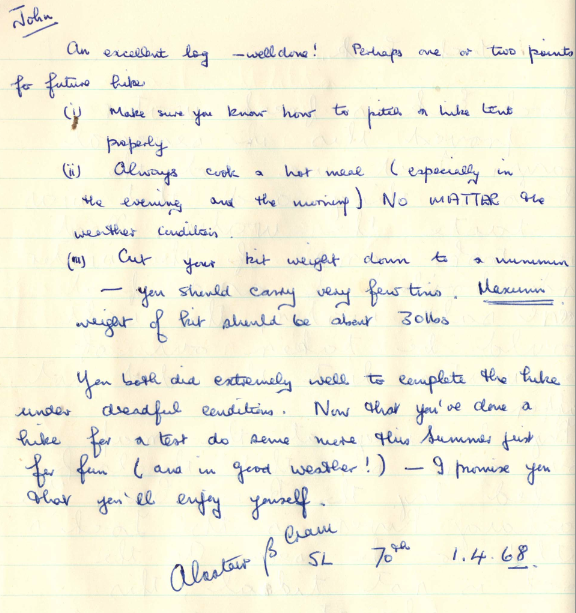 John
An excellent log - well done! Perhaps one or two points
for future hike
(i) Make sure you know how to pitch a hike tent
properly
(ii) Always cook a hot meal (especially in
the evening and the morning) NO MATTER the
weather condition.
(iii) Cut your kit weight down to a minimum
- you should carry very few tins. Maximum
weight of kit should be about 30lbs
You both did extremely well to complete the hike
under dreadful conditions. Now that you've done a
hike for a test do some more this Summer just
for fun (and in good weather!) - I promise you
that you'll enjoy yourself.
Alastair B Cram
SL 70th 1.4.68.